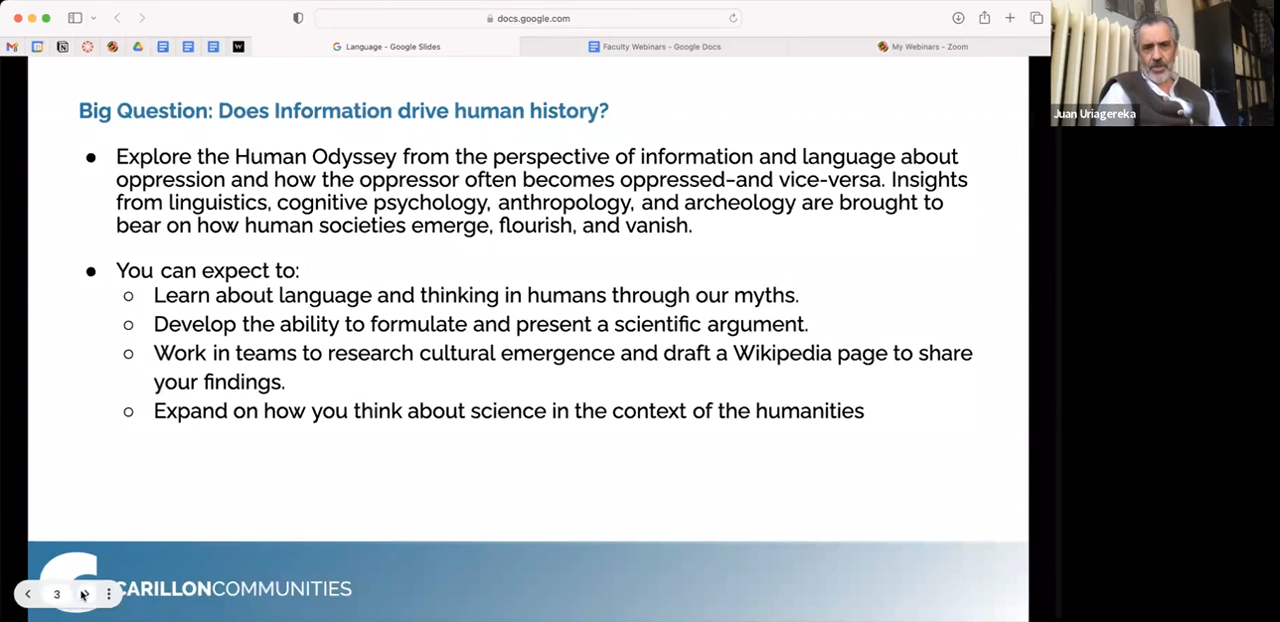 docs.google.com
Language - Google Slides
Faculty Webinars - Google Docs
My Webinars - Zoom
Juan Uriagereka
Big Question: Does Information drive human history?
● Explore the Human Odyssey from the perspective of information and language about
oppression and how the oppressor often becomes oppressed–and vice-versa. Insights
from linguistics, cognitive psychology, anthropology, and archeology are brought to
bear on how human societies emerge, flourish, and vanish.
● You can expect to:
○ Learn about language and thinking in humans through our myths.
○ Develop the ability to formulate and present a scientific argument.
○ Work in teams to research cultural emergence and draft a Wikipedia page to share
your findings.
○ Expand on how you think about science in the context of the humanities
3
CARILLONCOMMUNITIES